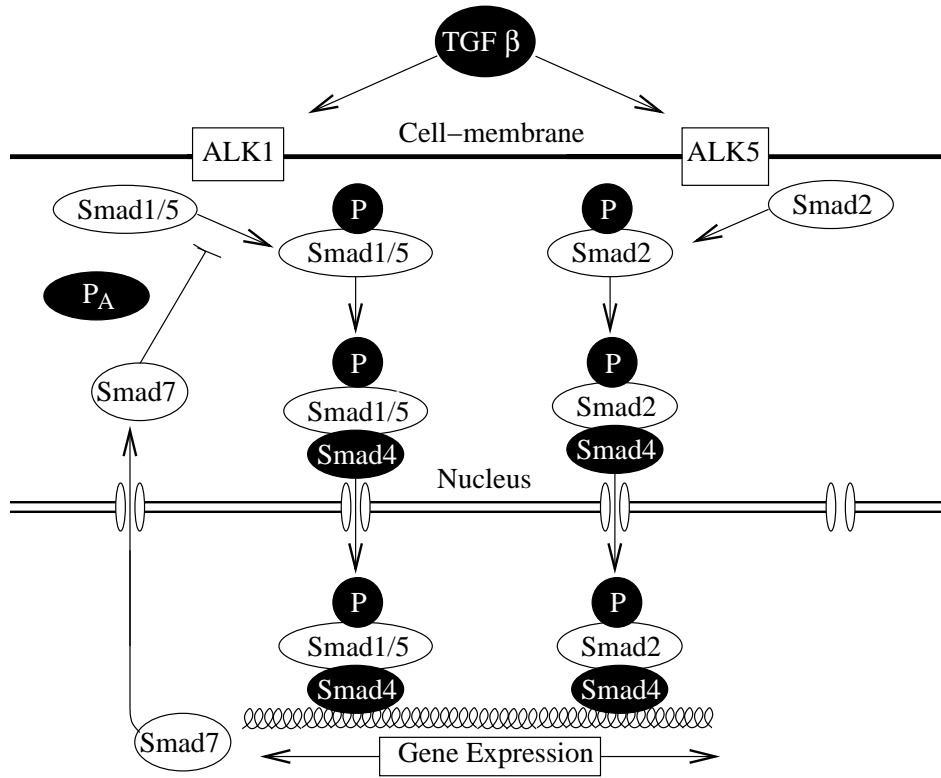 TGF β
Cell–membrane
ALK1
ALK5
Smad1/5
P
P
Smad2
Smad1/5
Smad2
PA
P
P
Smad7
Smad1/5
Smad2
Smad4
Smad4
Nucleus
P
P
Smad1/5
Smad2
Smad4
Smad4
Smad7
Gene Expression